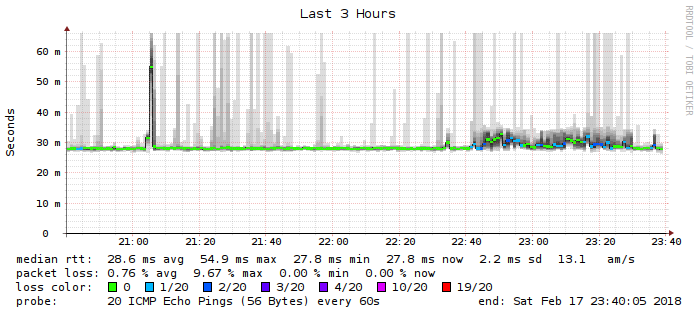 Last 3 Hours
RRDTOOL / TOBI OETIKER
Seconds
60 m
50 m
40 m
30 m
20 m
10 m
0
21:00 21:20 21:40 22:00 22:20 22:40 23:00 23:20 23:40
median rtt: 28.6 ms avg 54.9 ms max 27.8 ms min 27.8 ms now 2.2 ms sd 13.1 am/s
packet loss: 0.76 % avg 9.67 % max 0.00 % min 0.00 % now
loss color: 0 1/20 2/20 3/20 4/20 10/20 19/20
probe: 20 ICMP Echo Pings (56 Bytes) every 60s end: Sat Feb 17 23:40:05 2018